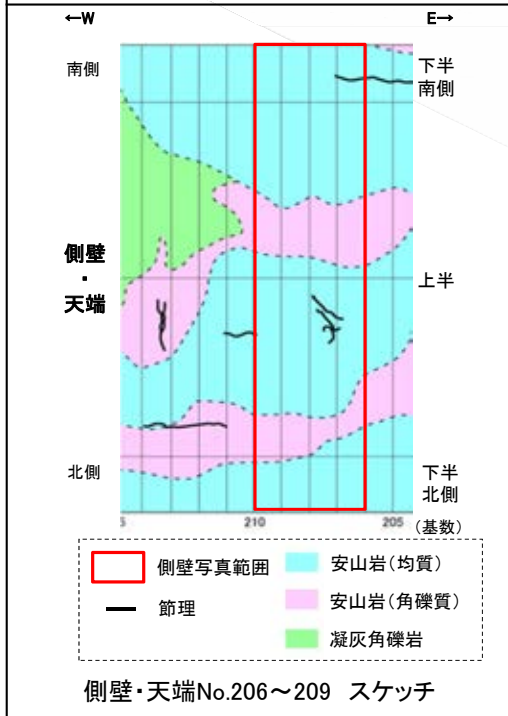 ←W E→
南側 下半
南側
側壁
・
天端
上半
北側 下半
北側
5 210 205 (基数)
側壁写真範囲 安山岩(均質)
節理 安山岩(角礫質)
凝灰角礫岩
側壁・天端No.206～209 スケッチ